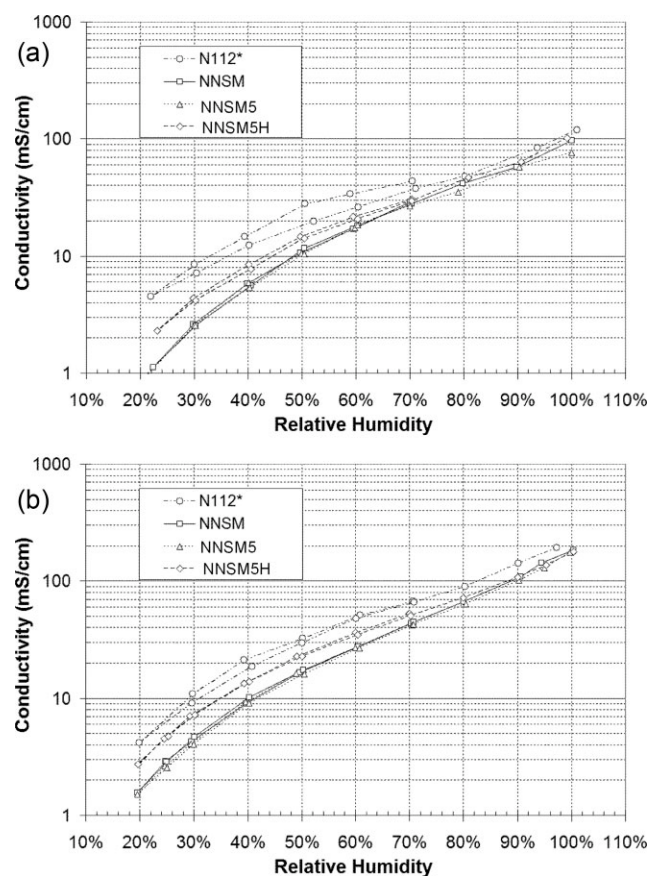 (a)
1000
100
10
1
Conductivity (mS/cm)
N112*
NNSM
NNSM5
NNSM5H
10% 20% 30% 40% 50% 60% 70% 80% 90% 100% 110%
Relative Humidity
(b)
1000
100
10
1
Conductivity (mS/cm)
N112*
NNSM
NNSM5
NNSM5H
10% 20% 30% 40% 50% 60% 70% 80% 90% 100% 110%
Relative Humidity